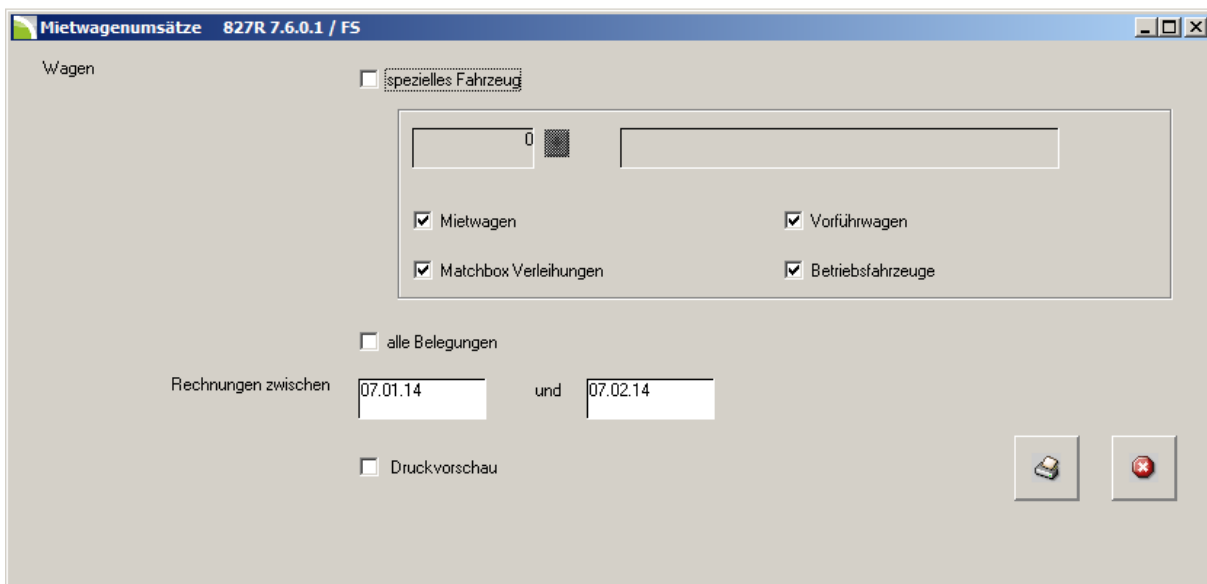 Mietwagenumsätze 827R 7.6.0.1 / FS
Wagen
spezielles Fahrzeug
0
Mietwagen Vorführwagen
Matchbox Verleihungen Betriebsfahrzeuge
alle Belegungen
Rechnungen zwischen 07.01.14 und 07.02.14
Druckvorschau